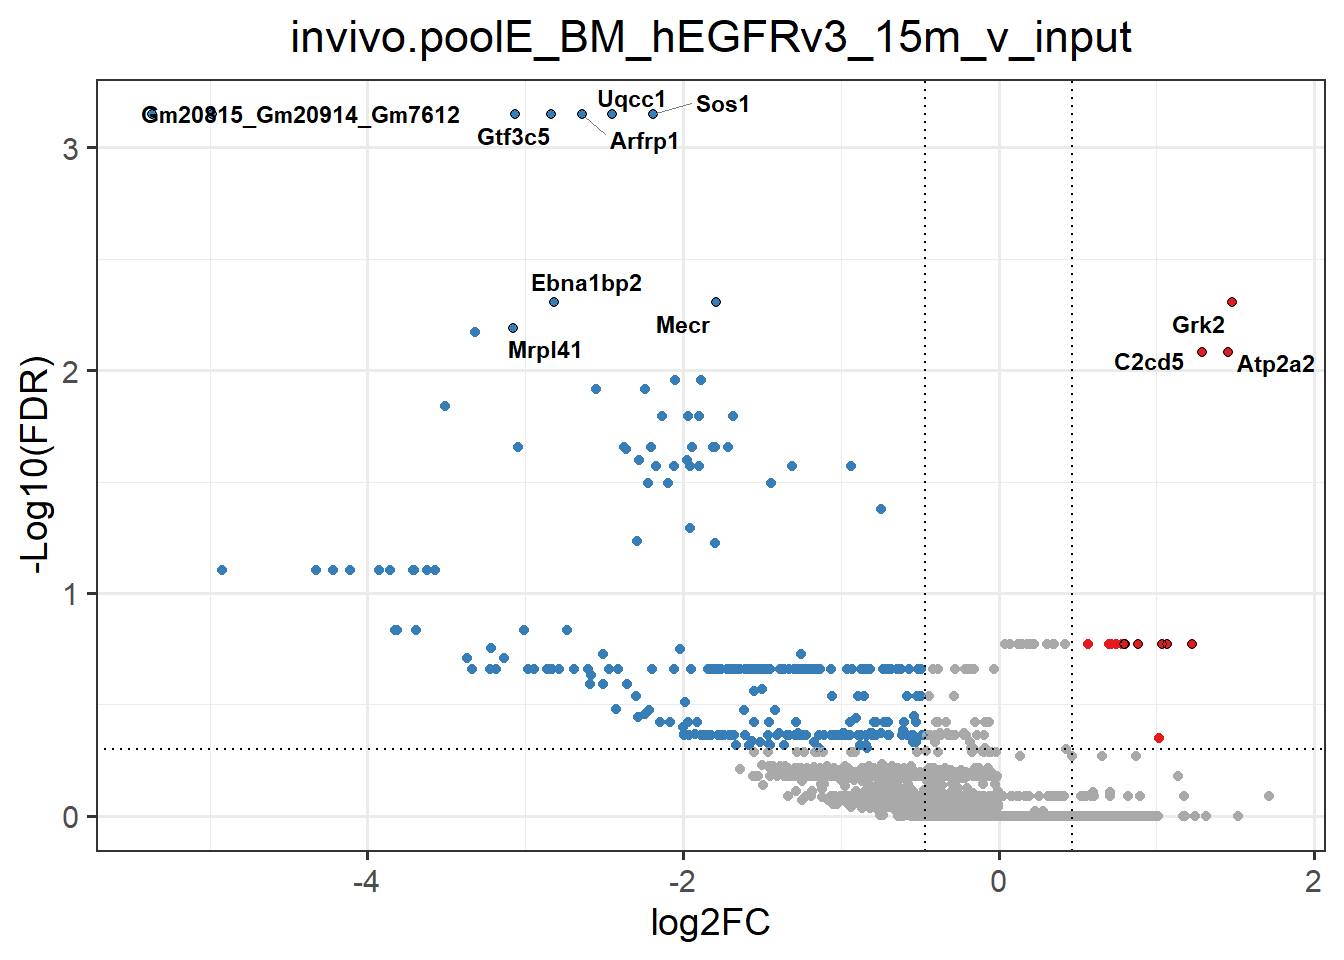 invivo.poolE_BM_hEGFRv3_15m_v_input
Uqcc1
Sos1
Gm20815_Gm20914_Gm7612
Gtf3c5
Arfrp1
3
Ebna1bp2
Mecr
Grk2
Mrpl41
C2cd5
Atp2a2
2
-Log10(FDR)
1
0
-4
-2
0
2
log2FC